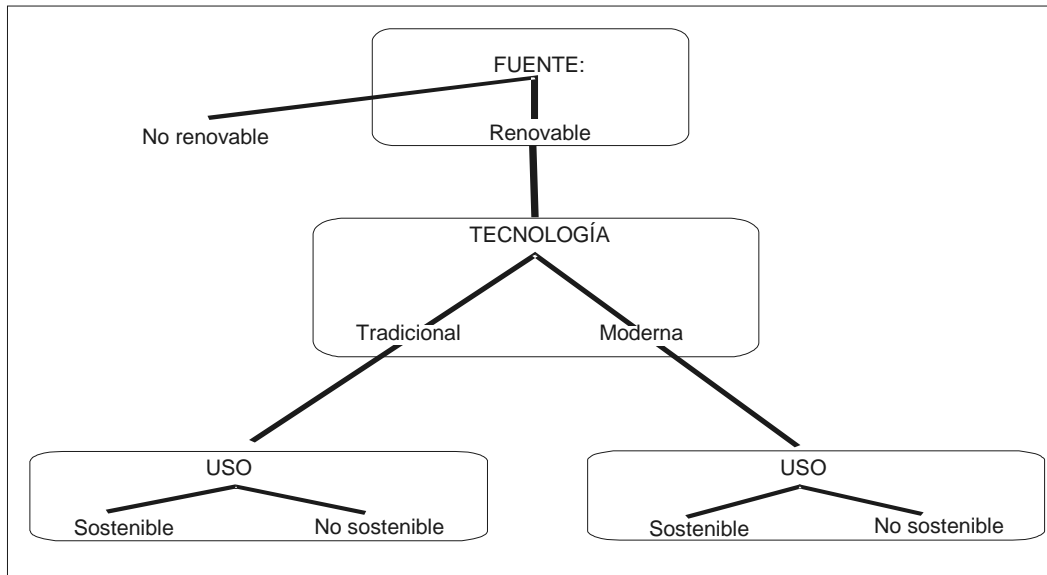 FUENTE:
No renovable
Renovable
TECNOLOGÍA
Tradicional
Moderna
USO
USO
Sostenible
No sostenible
Sostenible
No sostenible